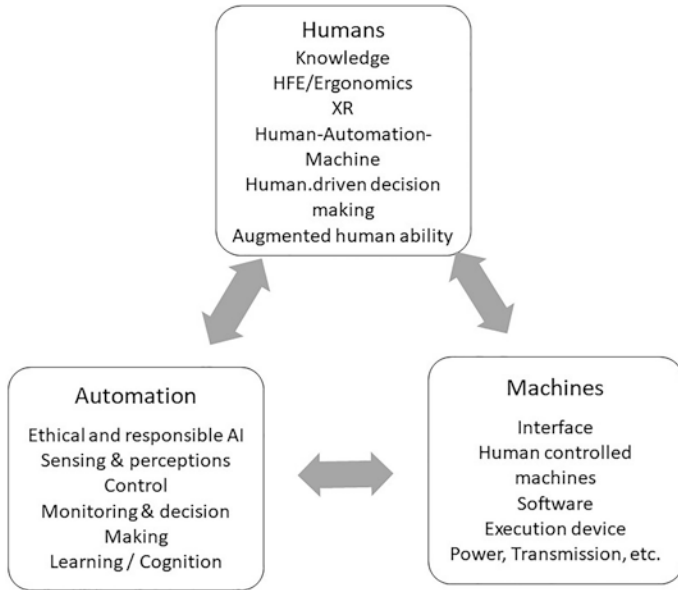 Humans
Knowledge
HFE/Ergonomics
XR
Human-Automation-
Machine
Human.driven decision
making
Augmented human ability
Automation
Ethical and responsible AI
Sensing & perceptions
Control
Monitoring & decision
Making
Learning / Cognition
Machines
Interface
Human controlled
machines
Software
Execution device
Power, Transmission, etc.